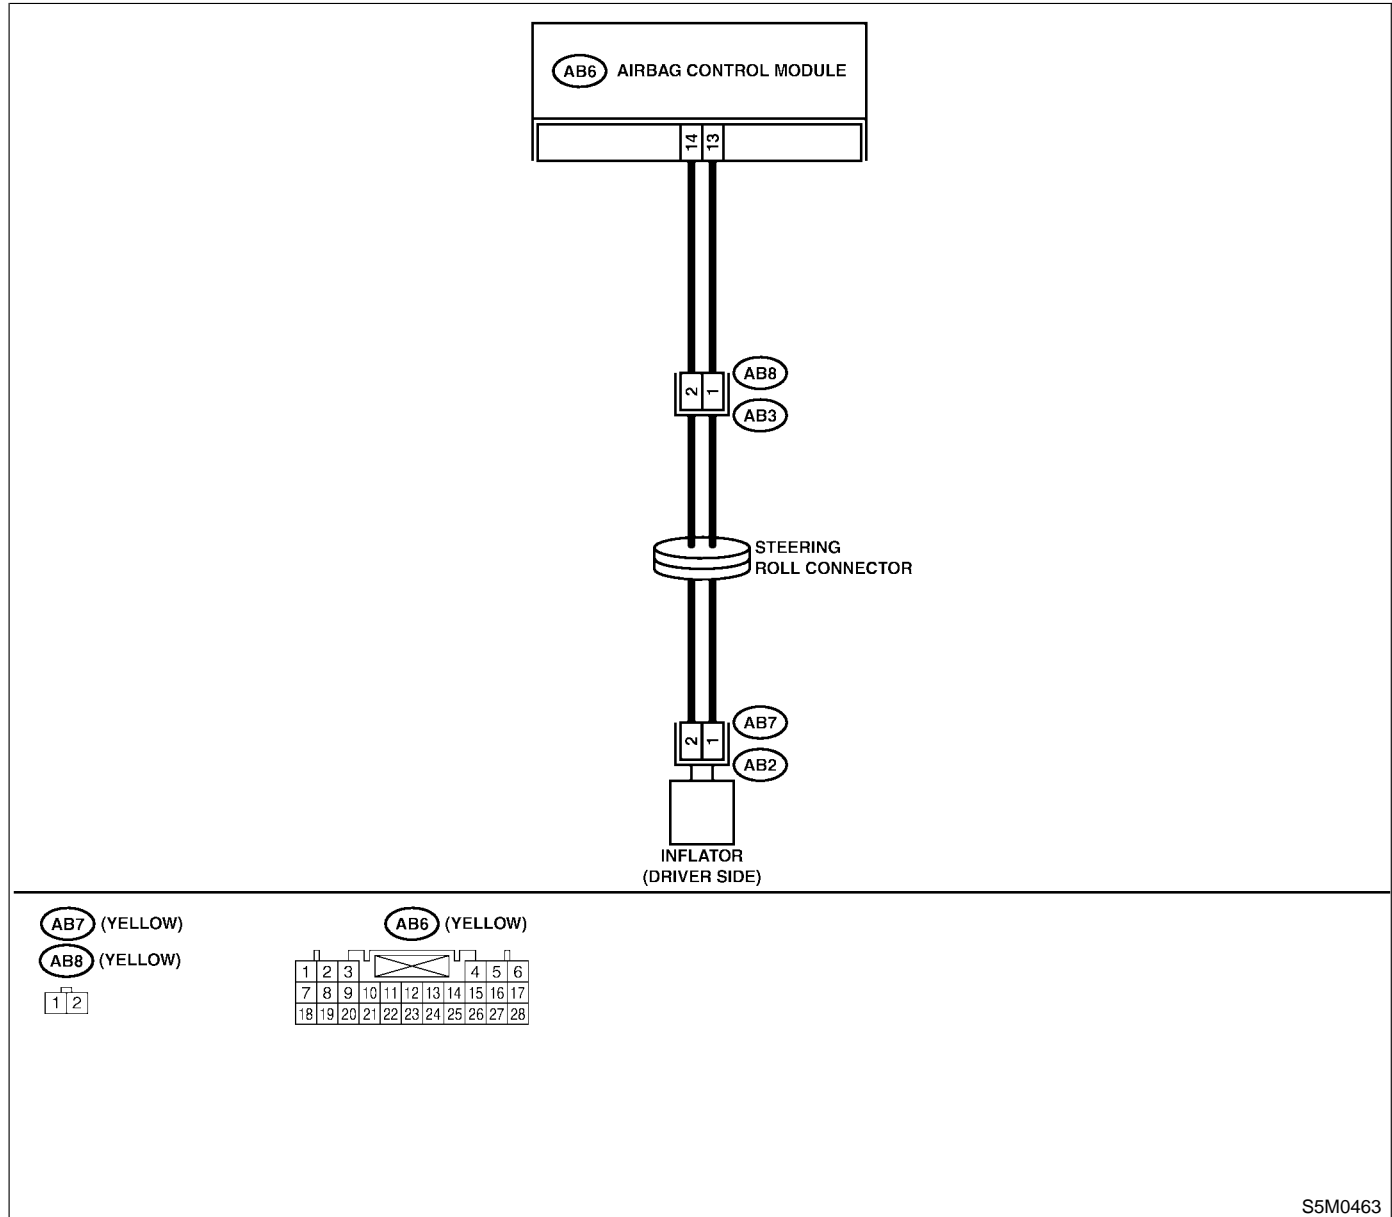 AB6 AIRBAG CONTROL MODULE
14 13
AB8
2 1
AB3
STEERING
ROLL CONNECTOR
AB7
2 1
AB2
INFLATOR
(DRIVER SIDE)
AB7 (YELLOW)
AB8 (YELLOW)
1 2
AB6 (YELLOW)
1 2 3 4 5 6
7 8 9 10 11 12 13 14 15 16 17
18 19 20 21 22 23 24 25 26 27 28
S5M0463